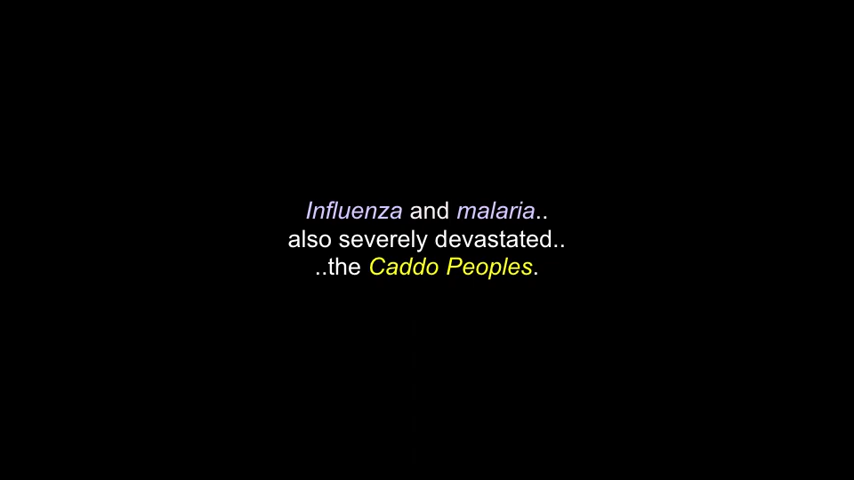 Influenza and malaria..
also severely devastated..
..the Caddo Peoples.